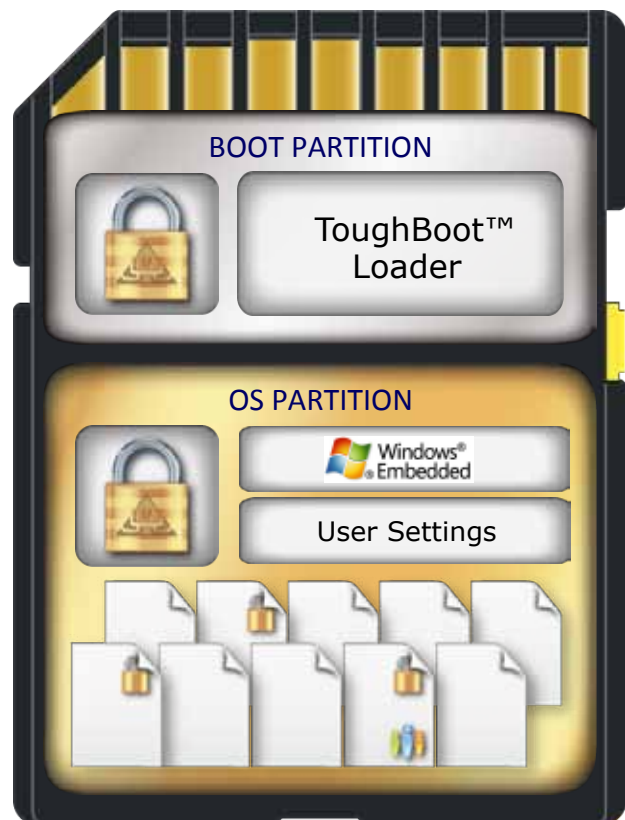 BOOT PARTITION
ToughBoot™
Loader
OS PARTITION
Windows®
® Embedded
User Settings